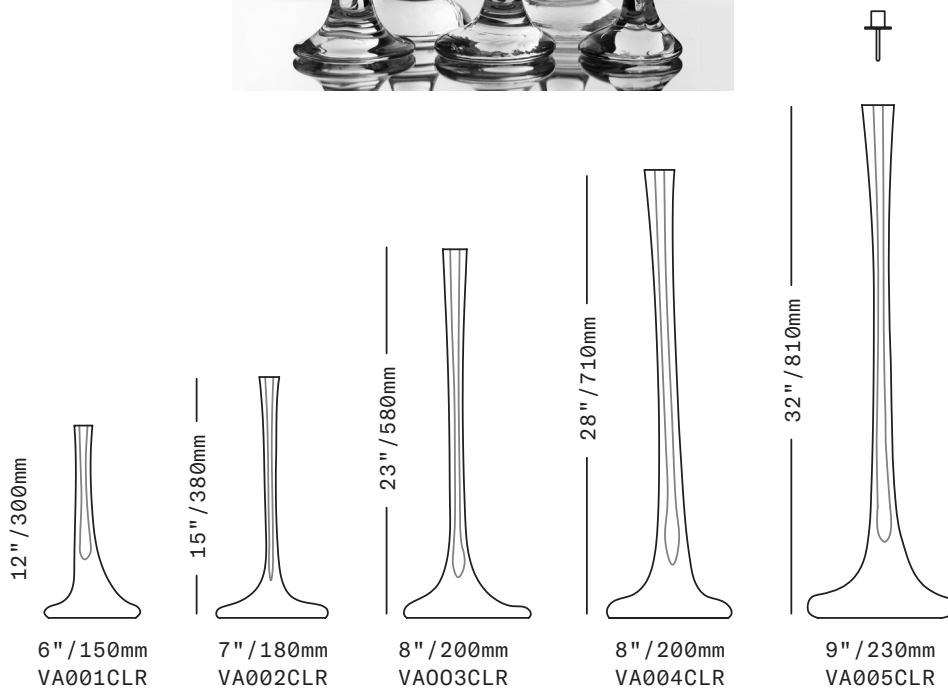 12"/300mm
15"/380mm
23"/580mm
28"/710mm
32"/810mm
6"/150mm
VA001CLR
7"/180mm
VA002CLR
8"/200mm
VAOO3CLR
8"/200mm
VA004CLR
9"/230mm
VA005CLR